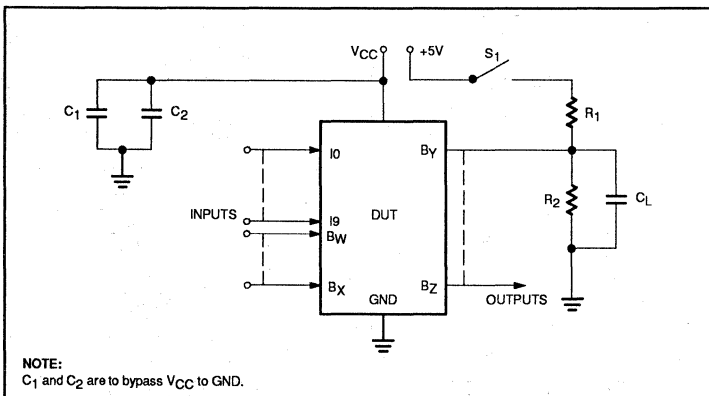 VCC +5V S1
C1 C2 R1
I0 BY
R2 CL
INPUTS I9 DUT
BW
BX GND BZ OUTPUTS
NOTE:
C1 and C2 are to bypass VCC to GND.